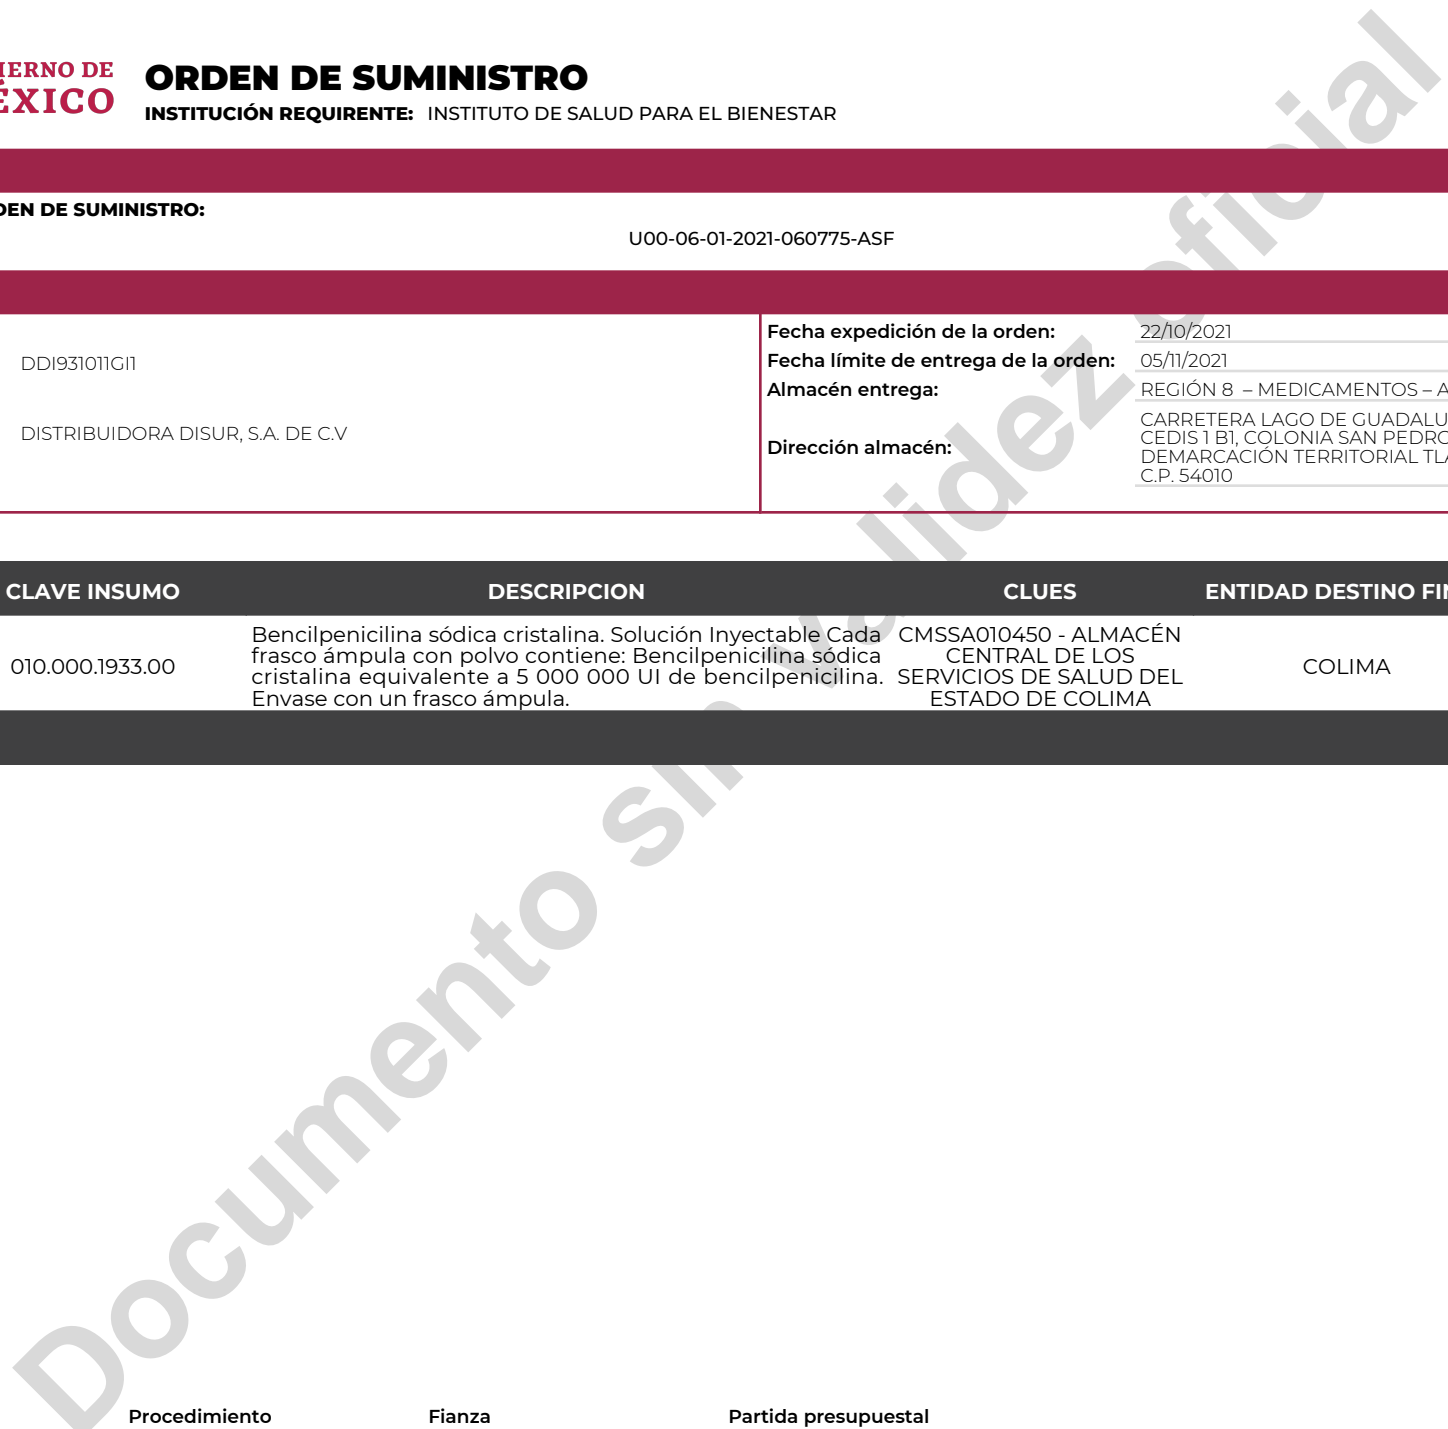 IERNO DE
ÉXICO
ORDEN DE SUMINISTRO
INSTITUCIÓN REQUIRENTE: INSTITUTO DE SALUD PARA EL BIENESTAR
DEN DE SUMINISTRO:
U00-06-01-2021-060775-ASF
DDI931011GI1
DISTRIBUIDORA DISUR, S.A. DE C.V
Fecha expedición de la orden: 22/10/2021
Fecha límite de entrega de la orden: 05/11/2021
Almacén entrega: REGIÓN 8 – MEDICAMENTOS – A
Dirección almacén:
CARRETERA LAGO DE GUADALU
CEDIS 1 B1, COLONIA SAN PEDRO
DEMARCACIÓN TERRITORIAL TLA
C.P. 54010
CLAVE INSUMO DESCRIPCION CLUES ENTIDAD DESTINO FIN
010.000.1933.00
Bencilpenicilina sódica cristalina. Solución Inyectable Cada
frasco ámpula con polvo contiene: Bencilpenicilina sódica
cristalina equivalente a 5 000 000 UI de bencilpenicilina.
Envase con un frasco ámpula.
CMSSA010450 - ALMACÉN
CENTRAL DE LOS
SERVICIOS DE SALUD DEL
ESTADO DE COLIMA
COLIMA
Documento sin validez oficial
Procedimiento Fianza Partida presupuestal